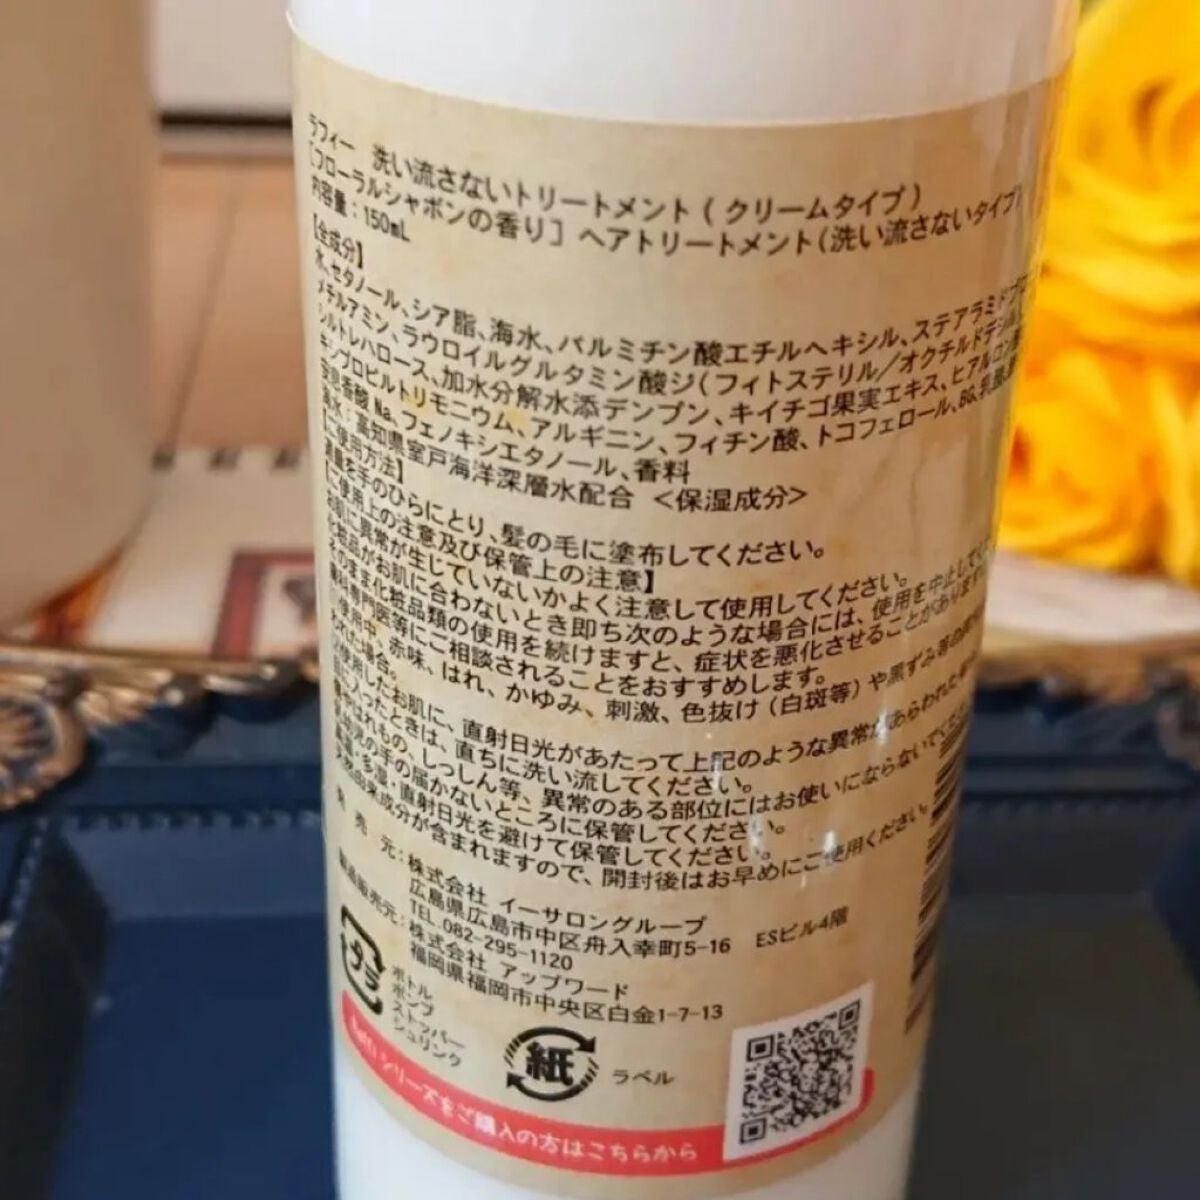 ラフィー 洗い流さないトリートメント(クリームタイプ)
[フローラルシャボンの香り] ヘアトリートメント(洗い流さないタイプ)
内容量:150mL
【全成分】
水、セタノール、シア脂、海水、パルミチン酸エチルヘキシル、ステアラミドプロ
メチルアミン、ラウロイルグルタミン酸ジ(フィトステリル/オクチルドデシル
シルトレハロース、加水分解水添デンプン、キイチゴ果実エキス、ヒアルロン
キシプロピルトリモニウム、アルギニン、フィチン酸、トコフェロール、BG、乳酸
安息香酸Na、フェノキシエタノール、香料
海水:高知県室戸海洋深層水配合 <保湿成分>
【ご使用方法】
適量を手のひらにとり、髪の毛に塗布してください。
【ご使用上の注意及び保管上の注意】
お肌に異常が生じていないかよく注意して使用してください。
化粧品がお肌に合わないとき即ち次のような場合には、使用を中止して
そのまま化粧品類の使用を続けますと、症状を悪化させることがあります
膚科専門医等にご相談されることをおすすめします。
使用中、赤味、はれ、かゆみ、刺激、色抜け(白斑等)や黒ずみ等の
われた場合。
使用したお肌に、直射日光があたって上記のような異常があらわれた
に入ったときは、直ちに洗い流してください。
はれもの、しっしん等、異常のある部位にはお使いにならないでください
乳幼児の手の届かないところに保管してください。
高温・多湿・直射日光を避けて保管してください。
天然由来成分が含まれますので、開封後はお早めにご使用ください。
発 売 元:株式会社 イーサロングループ
広島県広島市中区舟入幸町5-16 ESビル4階
TEL.082-295-1120
製造販売元:株式会社 アップワード
福岡県福岡市中央区白金1-7-13
プラ
ボトル
ポンプ
ストッパー
シュリンク
紙
ラベル
シリーズをご購入の方はこちらから